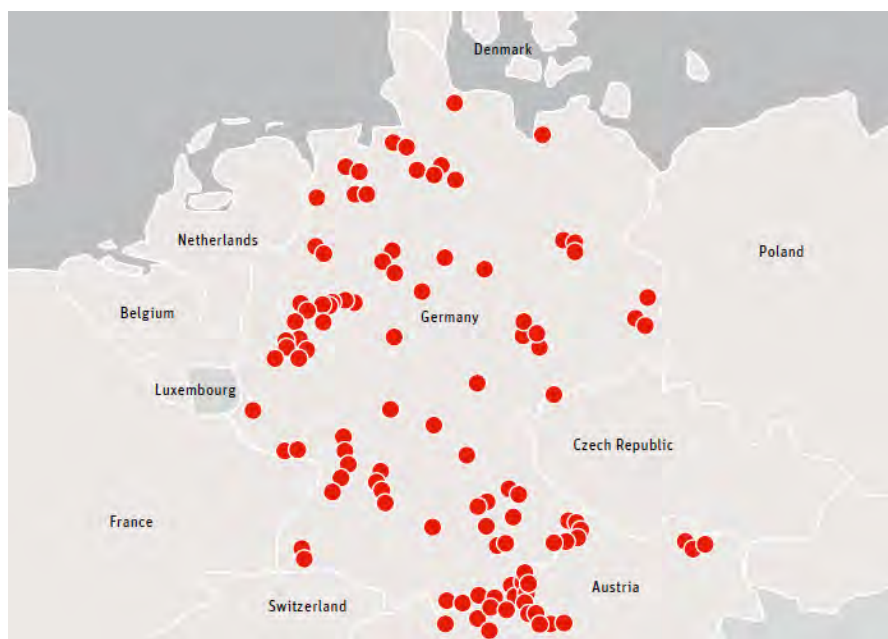 Denmark
Netherlands
Poland
Belgium
Germany
Luxembourg
Czech Republic
France
Austria
Switzerland